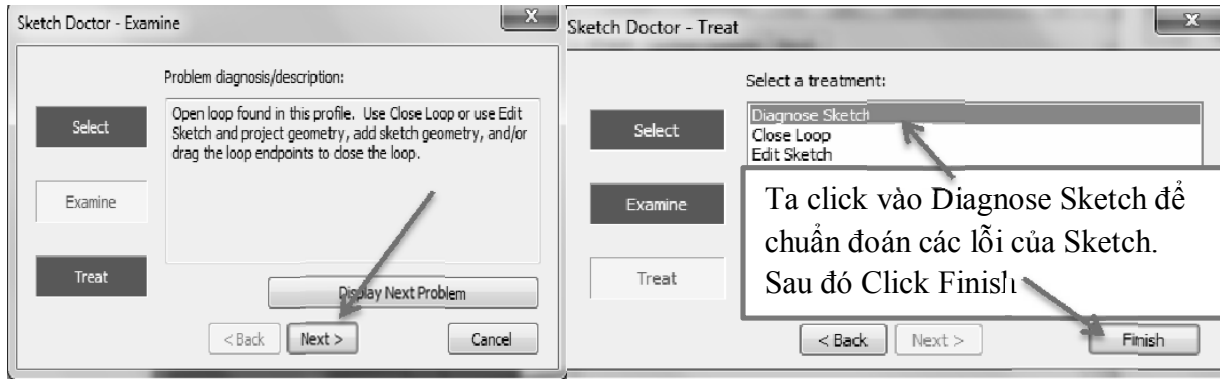 Sketch Doctor - Examine
X
Problem diagnosis/description:
Select
Examine
Treat
Open loop found in this profile. Use Close Loop or use Edit
Sketch and project geometry, add sketch geometry, and/or
drag the loop endpoints to close the loop.
Display Next Problem
< Back
Next >
Cancel
Sketch Doctor - Treat
X
Select a treatment:
Select
Examine
Treat
Diagnose Sketch
Close Loop
Edit Sketch
Ta click vào Diagnose Sketch để
chuẩn đoán các lỗi của Sketch.
Sau đó Click Finish
< Back
Next >
Finish